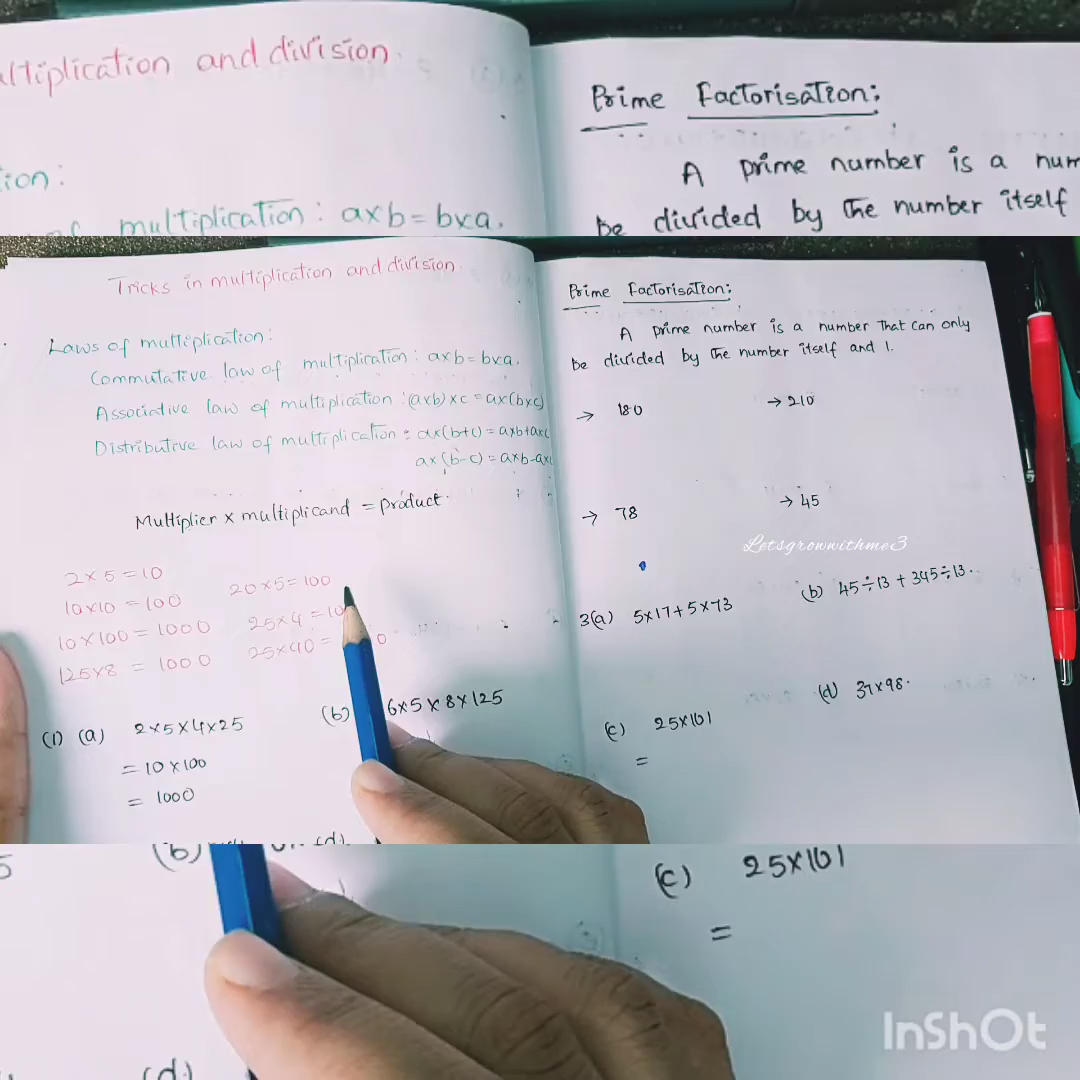 multiplication and division.
Prime Factorisation:
A prime number is a num
be divided by the number itself
multiplication: a×b=b×a.
Tricks in multiplication and division.
Laws of multiplication:
Commutative law of multiplication: a×b=b×a.
Associative law of multiplication: (a×b)×c=a×(b×c)
Distributive law of multiplication: a×(b+c)=a×b+a×c
a×(b-c)=a×b-a×c
Multiplier × multiplicand = product.
2×5=10
10×10=100
10×100=1000
125×8=1000
20×5=100
25×4=10
25×40=
(1) (a) 2×5×4×25
=10×100
=1000
(b) 6×5×8×125
Prime Factorisation:
A prime number is a number that can only
be divided by the number itself and 1.
→ 180
→ 210
→ 78
→ 45
Letsgrowwithme3
3(a) 5×17+5×73
(b) 45÷13+345÷13.
(c) 25×101
=
(d) 37×98.
(b)
(d)
(c) 25×101
=
(d)
InShOt